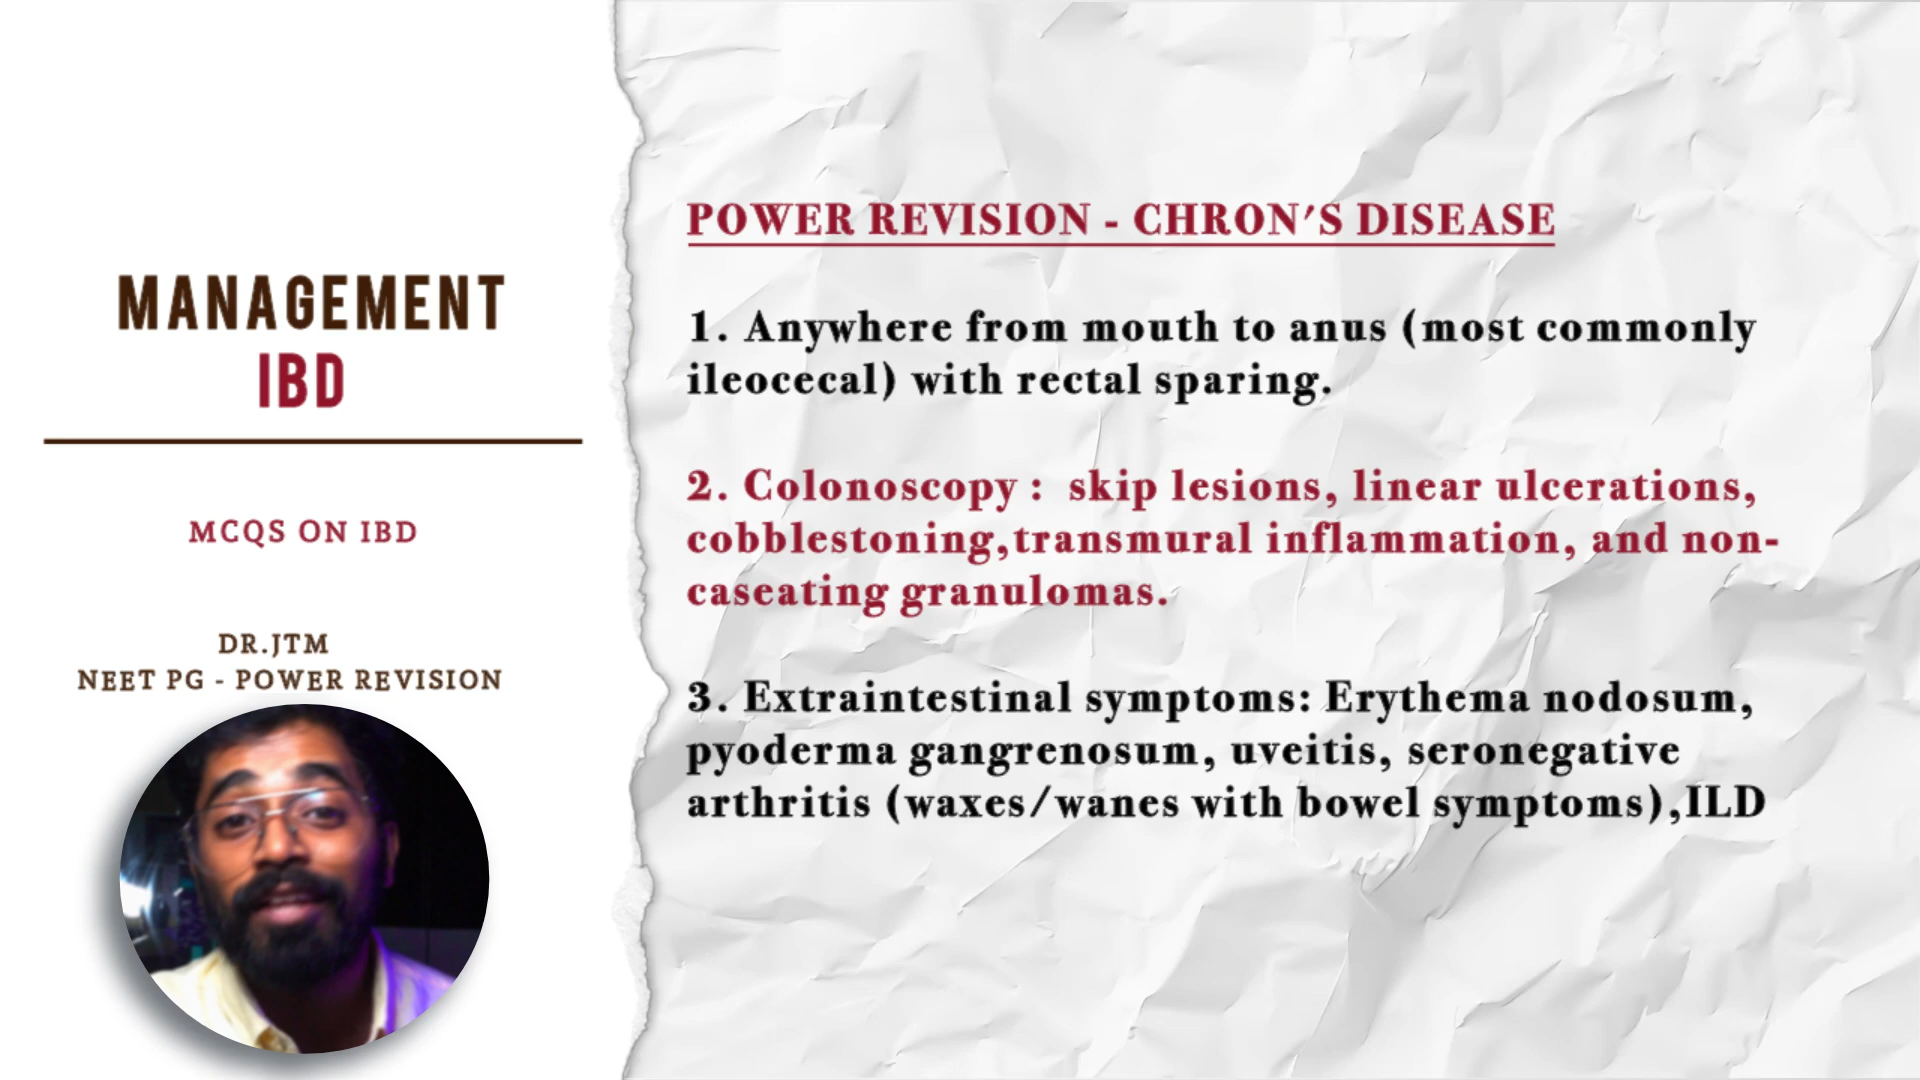 MANAGEMENT
IBD
MCQS ON IBD
DR.JTM
NEET PG - POWER REVISION
POWER REVISION - CHRON'S DISEASE
1. Anywhere from mouth to anus (most commonly
ileocecal) with rectal sparing.
2. Colonoscopy :  skip lesions, linear ulcerations,
cobblestoning,transmural inflammation, and non-
caseating granulomas.
3. Extraintestinal symptoms: Erythema nodosum,
pyoderma gangrenosum, uveitis, seronegative
arthritis (waxes/wanes with bowel symptoms),ILD